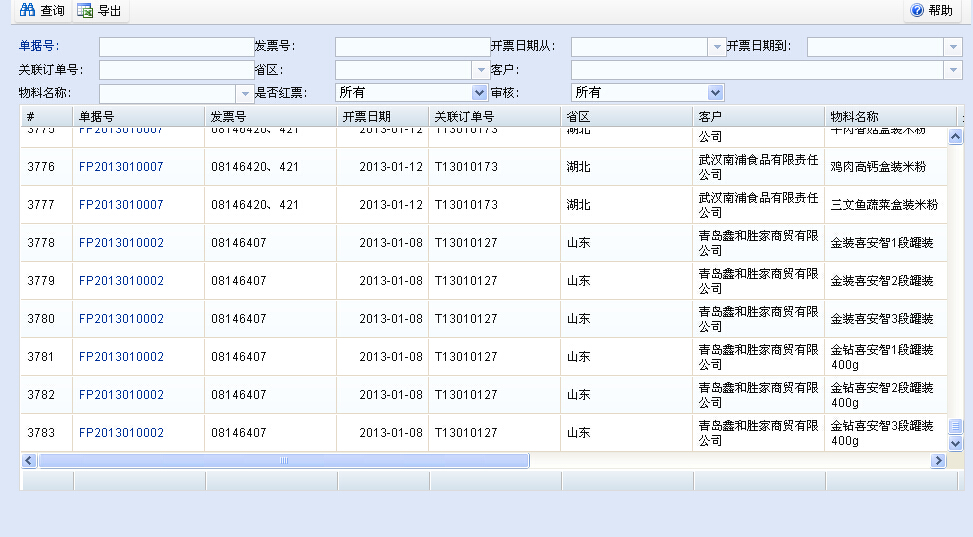 查询 导出 帮助
单据号： 发票号： 开票日期从： 开票日期到：
关联订单号： 省区： 客户：
物料名称： 是否红票： 所有 审核： 所有
# 单据号 发票号 开票日期 关联订单号 省区 客户 物料名称
3775 FP2013010007 08146420、421 2013-01-12 T13010173 湖北 公司 牛肉香菇盒装米粉
3776 FP2013010007 08146420、421 2013-01-12 T13010173 湖北 武汉南浦食品有限责任 鸡肉高钙盒装米粉
公司
3777 FP2013010007 08146420、421 2013-01-12 T13010173 湖北 武汉南浦食品有限责任 三文鱼蔬菜盒装米粉
公司
3778 FP2013010002 08146407 2013-01-08 T13010127 山东 青岛鑫和胜家商贸有限 金装喜安智1段罐装
公司
3779 FP2013010002 08146407 2013-01-08 T13010127 山东 青岛鑫和胜家商贸有限 金装喜安智2段罐装
公司
3780 FP2013010002 08146407 2013-01-08 T13010127 山东 青岛鑫和胜家商贸有限 金装喜安智3段罐装
公司
3781 FP2013010002 08146407 2013-01-08 T13010127 山东 青岛鑫和胜家商贸有限 金钻喜安智1段罐装
公司 400g
3782 FP2013010002 08146407 2013-01-08 T13010127 山东 青岛鑫和胜家商贸有限 金钻喜安智2段罐装
公司 400g
3783 FP2013010002 08146407 2013-01-08 T13010127 山东 青岛鑫和胜家商贸有限 金钻喜安智3段罐装
公司 400g